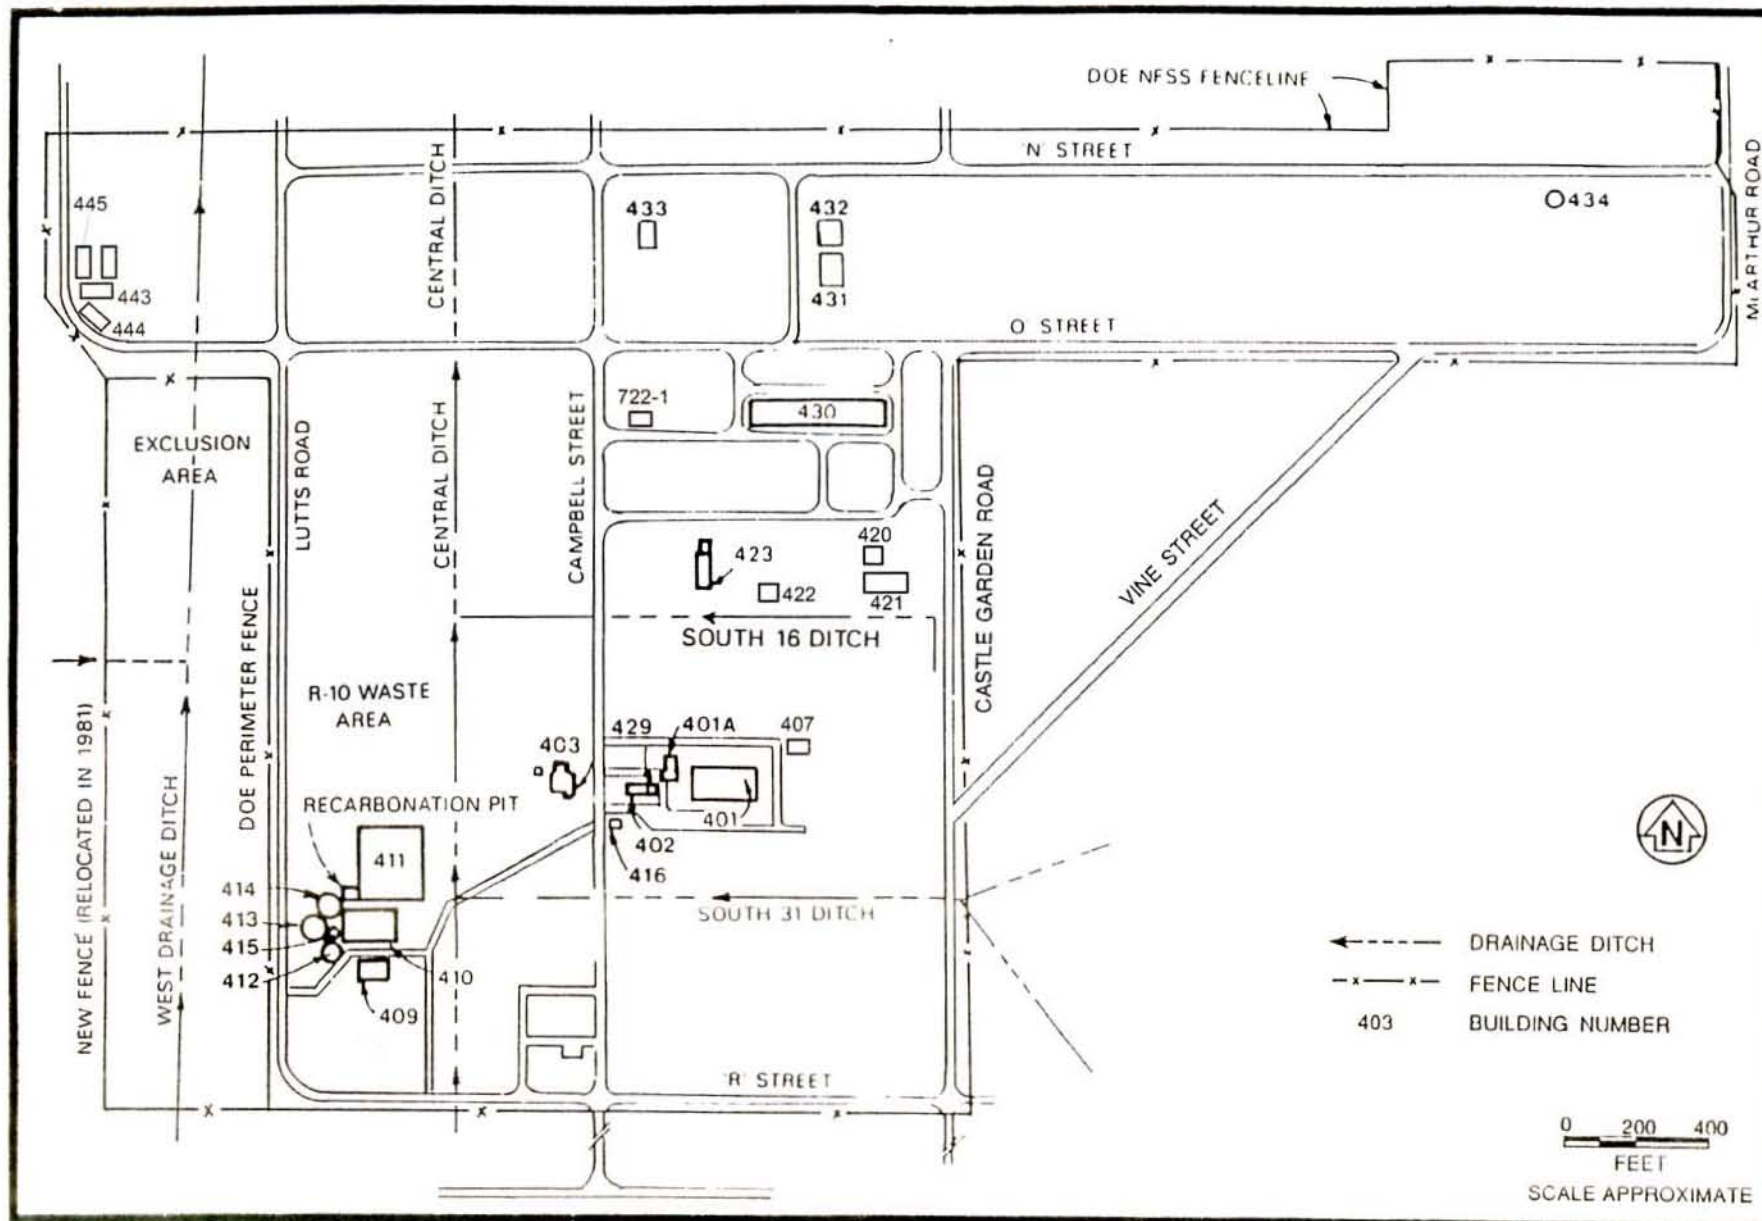 DOE NFSS FENCELINE
'N' STREET
445
443
444
CENTRAL DITCH
433
432
431
434
McARTHUR ROAD
O' STREET
722-1
430
EXCLUSION
AREA
LUTTS ROAD
CENTRAL DITCH
CAMPBELL STREET
423
422
420
421
CASTLE GARDEN ROAD
VINE STREET
SOUTH 16 DITCH
NEW FENCE (RELOCATED IN 1981)
WEST DRAINAGE DITCH
DOE PERIMETER FENCE
R-10 WASTE
AREA
403
429
401A
407
401
402
416
RECARBONATION PIT
411
414
413
415
412
410
409
SOUTH 31 DITCH
'R' STREET
N
DRAINAGE DITCH
x x FENCE LINE
403 BUILDING NUMBER
0 200 400
FEET
SCALE APPROXIMATE